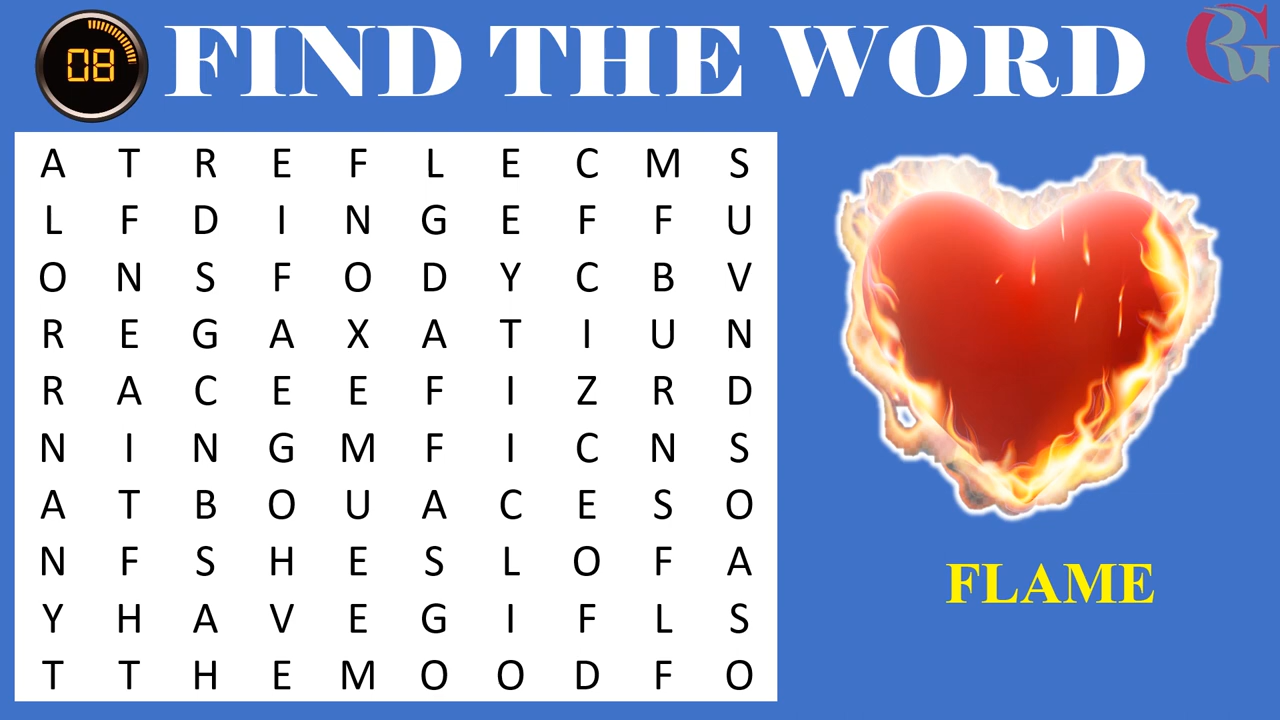 08
FIND THE WORD
A T R E F L E C M S
L F D I N G E F F U
O N S F O D Y C B V
R E G A X A T I U N
R A C E E F I Z R D
N I N G M F I C N S
A T B O U A C E S O
N F S H E S L O F A
Y H A V E G I F L S
T T H E M O O D F O
FLAME